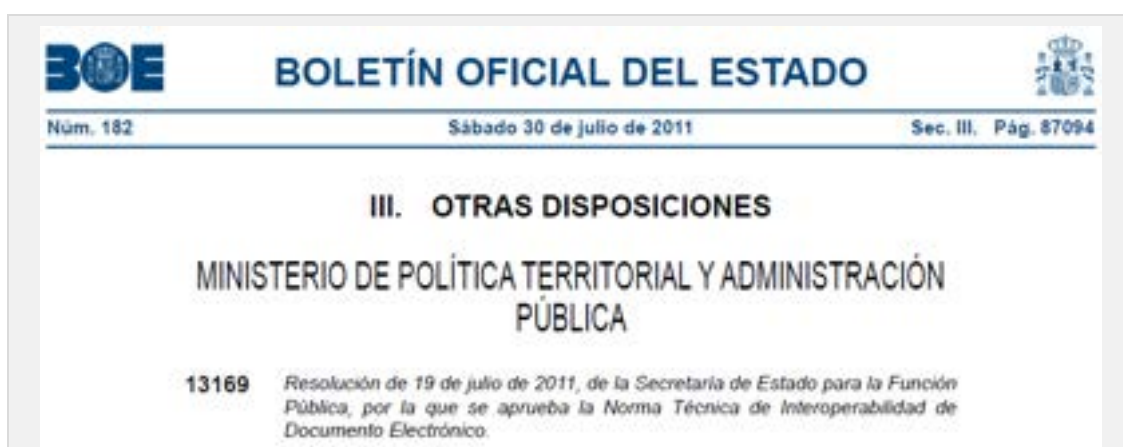 BOE
BOLETÍN OFICIAL DEL ESTADO
Núm. 182 Sábado 30 de julio de 2011 Sec. III. Pág. 87094
III. OTRAS DISPOSICIONES
MINISTERIO DE POLÍTICA TERRITORIAL Y ADMINISTRACIÓN
PÚBLICA
13169 Resolución de 19 de julio de 2011, de la Secretaría de Estado para la Función
Pública, por la que se aprueba la Norma Técnica de Interoperabilidad de
Documento Electrónico.